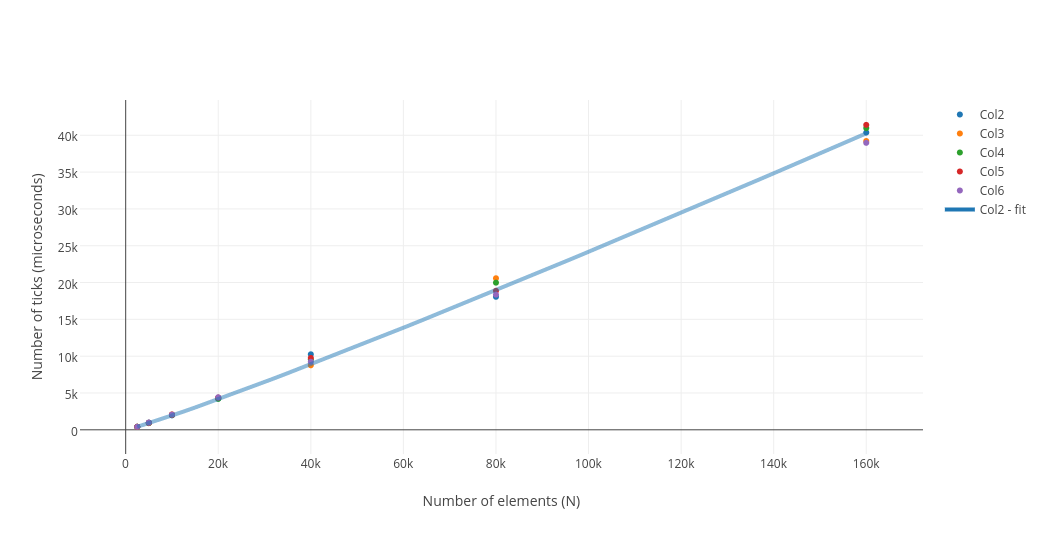 40k
35k
30k
25k
20k
15k
10k
5k
0
Number of ticks (microseconds)
0 20k 40k 60k 80k 100k 120k 140k 160k
Number of elements (N)
Col2
Col3
Col4
Col5
Col6
Col2 - fit